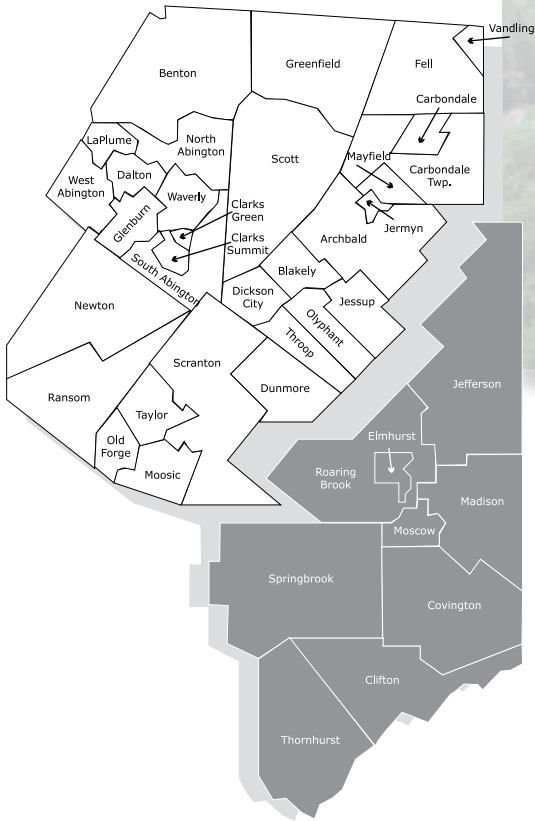 Vandling
Benton
Greenfield
Fell
Carbondale
LaPlume
North
Abington
Scott
Mayfield
Carbondale
Twp.
West
Abington
Dalton
Waverly
Clarks
Green
Glenburn
Clarks
Summit
Jermyn
Archbald
South Abington
Blakely
Newton
Dickson
City
Jessup
Olyphant
Throop
Scranton
Ransom
Dunmore
Jefferson
Taylor
Old
Forge
Moosic
Elmhurst
Roaring
Brook
Madison
Moscow
Springbrook
Covington
Clifton
Thornhurst